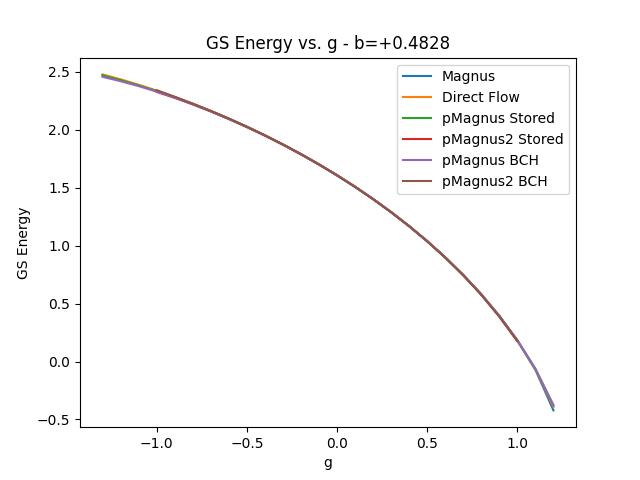 GS Energy vs. g - b=+0.4828
Magnus
Direct Flow
pMagnus Stored
pMagnus2 Stored
pMagnus BCH
pMagnus2 BCH
GS Energy
2.5
2.0
1.5
1.0
0.5
0.0
−0.5
−1.0
−0.5
0.0
0.5
1.0
g